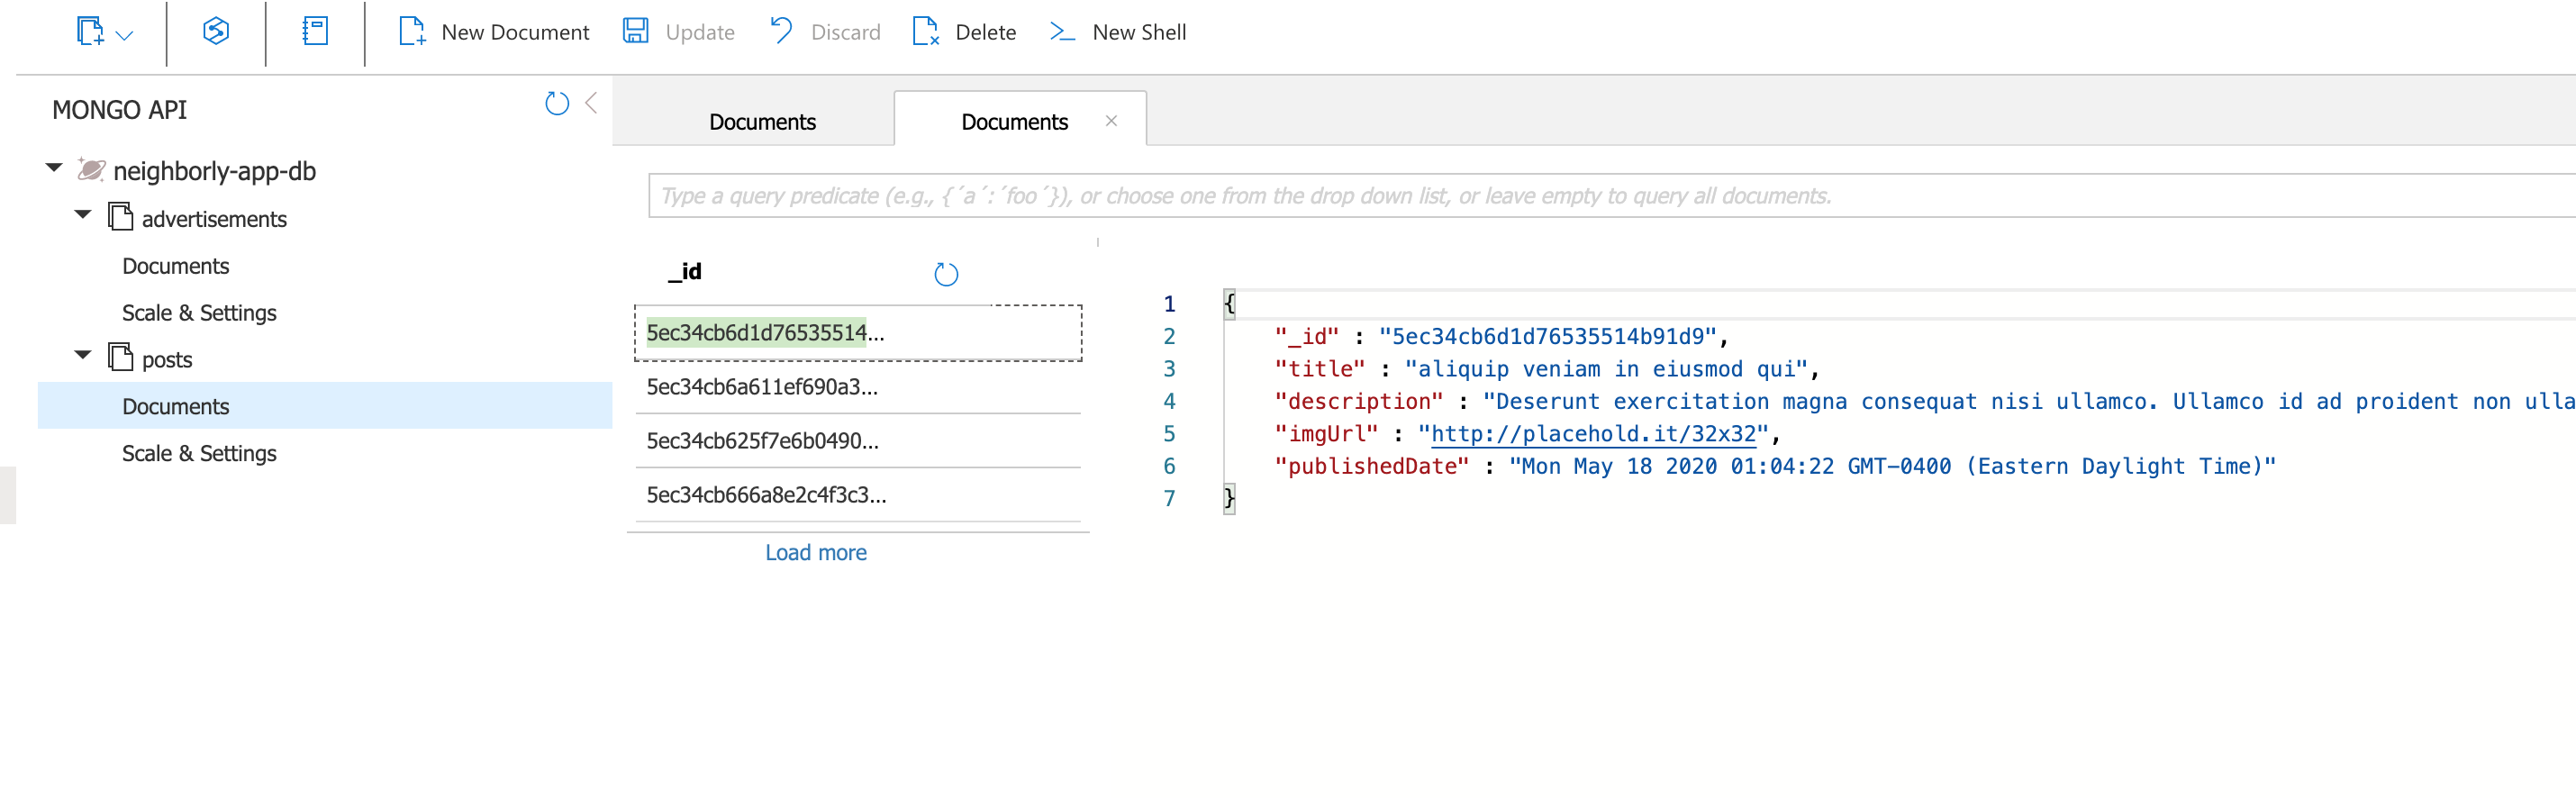 New Document Update Discard Delete New Shell
MONGO API
neighborly-app-db
advertisements
Documents
Scale & Settings
posts
Documents
Scale & Settings
Documents Documents ×
Type a query predicate (e.g., {´a´:´foo´}), or choose one from the drop down list, or leave empty to query all documents.
_id
5ec34cb6d1d76535514...
5ec34cb6a611ef690a3...
5ec34cb625f7e6b0490...
5ec34cb666a8e2c4f3c3...
Load more
1 {
2 "_id" : "5ec34cb6d1d76535514b91d9",
3 "title" : "aliquip veniam in eiusmod qui",
4 "description" : "Deserunt exercitation magna consequat nisi ullamco. Ullamco id ad proident non ulla
5 "imgUrl" : "http://placehold.it/32x32",
6 "publishedDate" : "Mon May 18 2020 01:04:22 GMT-0400 (Eastern Daylight Time)"
7 }